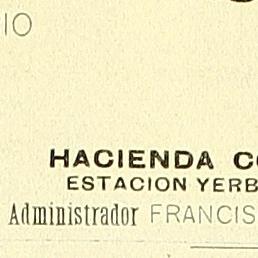 IO
HACIENDA C
ESTACION YERB
Administrador FRANCIS